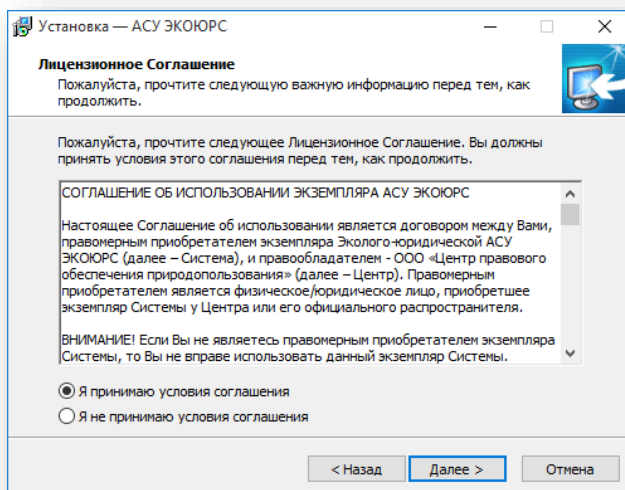 Установка — АСУ ЭКОЮРС
Лицензионное Соглашение
Пожалуйста, прочтите следующую важную информацию перед тем, как
продолжить.
Пожалуйста, прочтите следующее Лицензионное Соглашение. Вы должны
принять условия этого соглашения перед тем, как продолжить.
СОГЛАШЕНИЕ ОБ ИСПОЛЬЗОВАНИИ ЭКЗЕМПЛЯРА АСУ ЭКОЮРС
Настоящее Соглашение об использовании является договором между Вами,
правомерным приобретателем экземпляра Эколого-юридической АСУ
ЭКОЮРС (далее – Система), и правообладателем - ООО «Центр правового
обеспечения природопользования» (далее – Центр). Правомерным
приобретателем является физическое/юридическое лицо, приобретшее
экземпляр Системы у Центра или его официального распространителя.
ВНИМАНИЕ! Если Вы не являетесь правомерным приобретателем экземпляра
Системы, то Вы не вправе использовать данный экземпляр Системы.
Я принимаю условия соглашения
Я не принимаю условия соглашения
< Назад
Далее >
Отмена